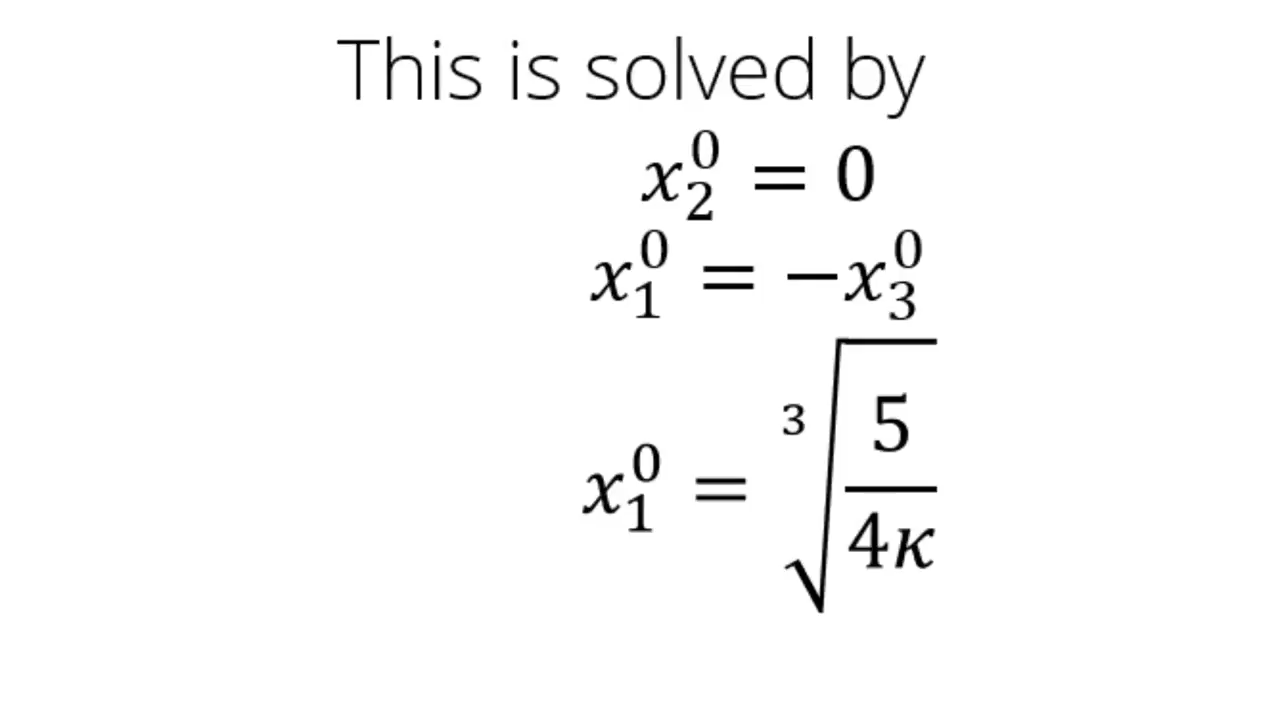 This is solved by
x₂⁰ = 0
x₁⁰ = −x₃⁰
x₁⁰ = ∛(5/(4κ))